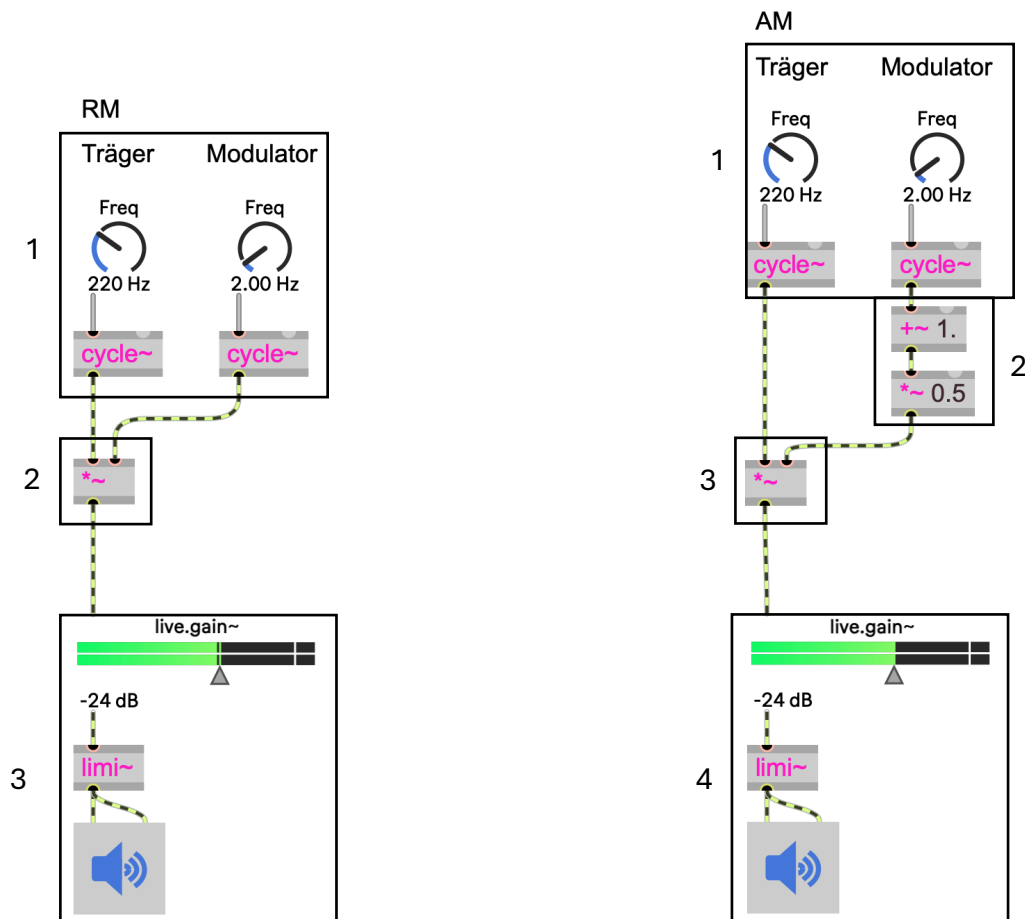 RM
Träger Modulator
Freq Freq
1
220 Hz 2.00 Hz
cycle~ cycle~
2
*~
live.gain~
-24 dB
3
limi~
AM
Träger Modulator
Freq Freq
1
220 Hz 2.00 Hz
cycle~ cycle~
+~ 1.
2
*~ 0.5
3
*~
live.gain~
-24 dB
4
limi~